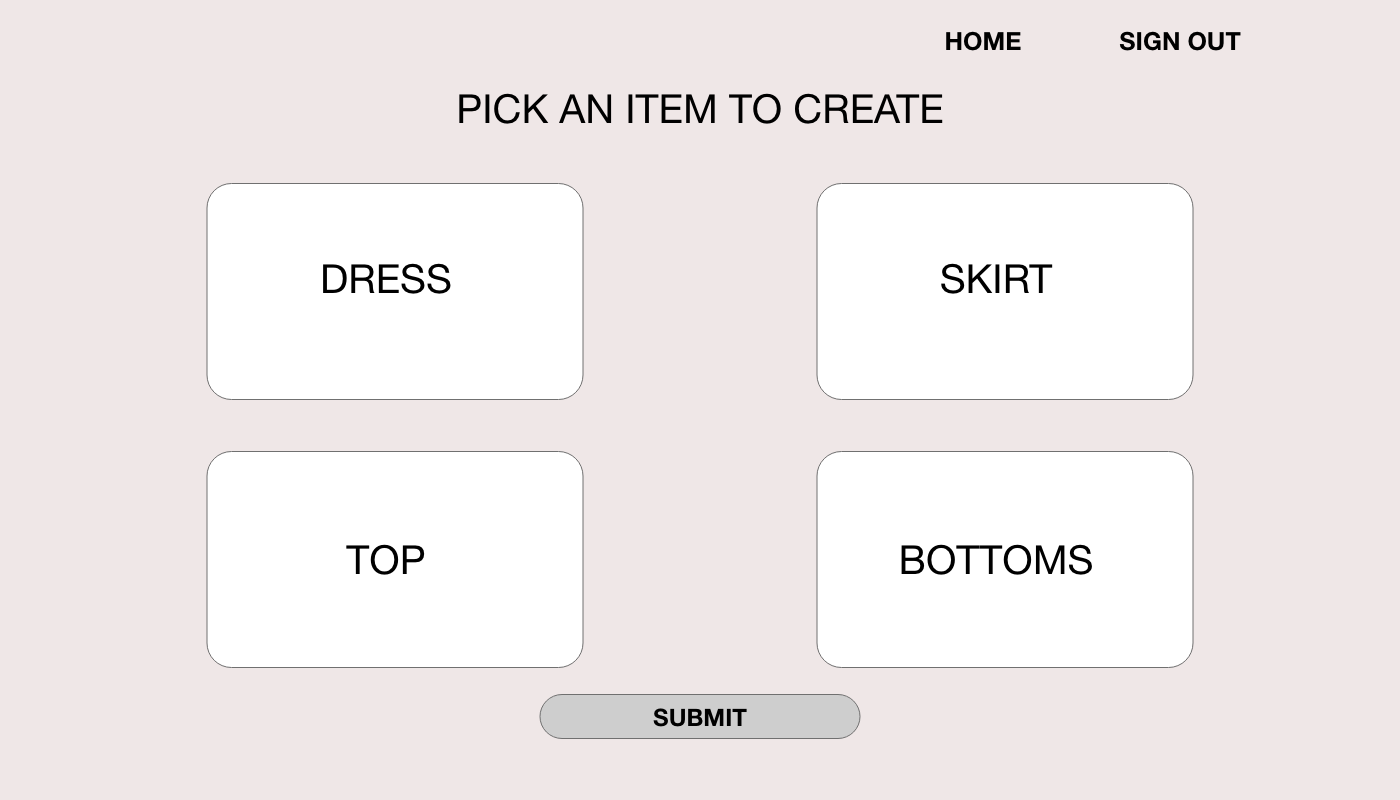 HOME SIGN OUT
PICK AN ITEM TO CREATE
DRESS
SKIRT
TOP
BOTTOMS
SUBMIT